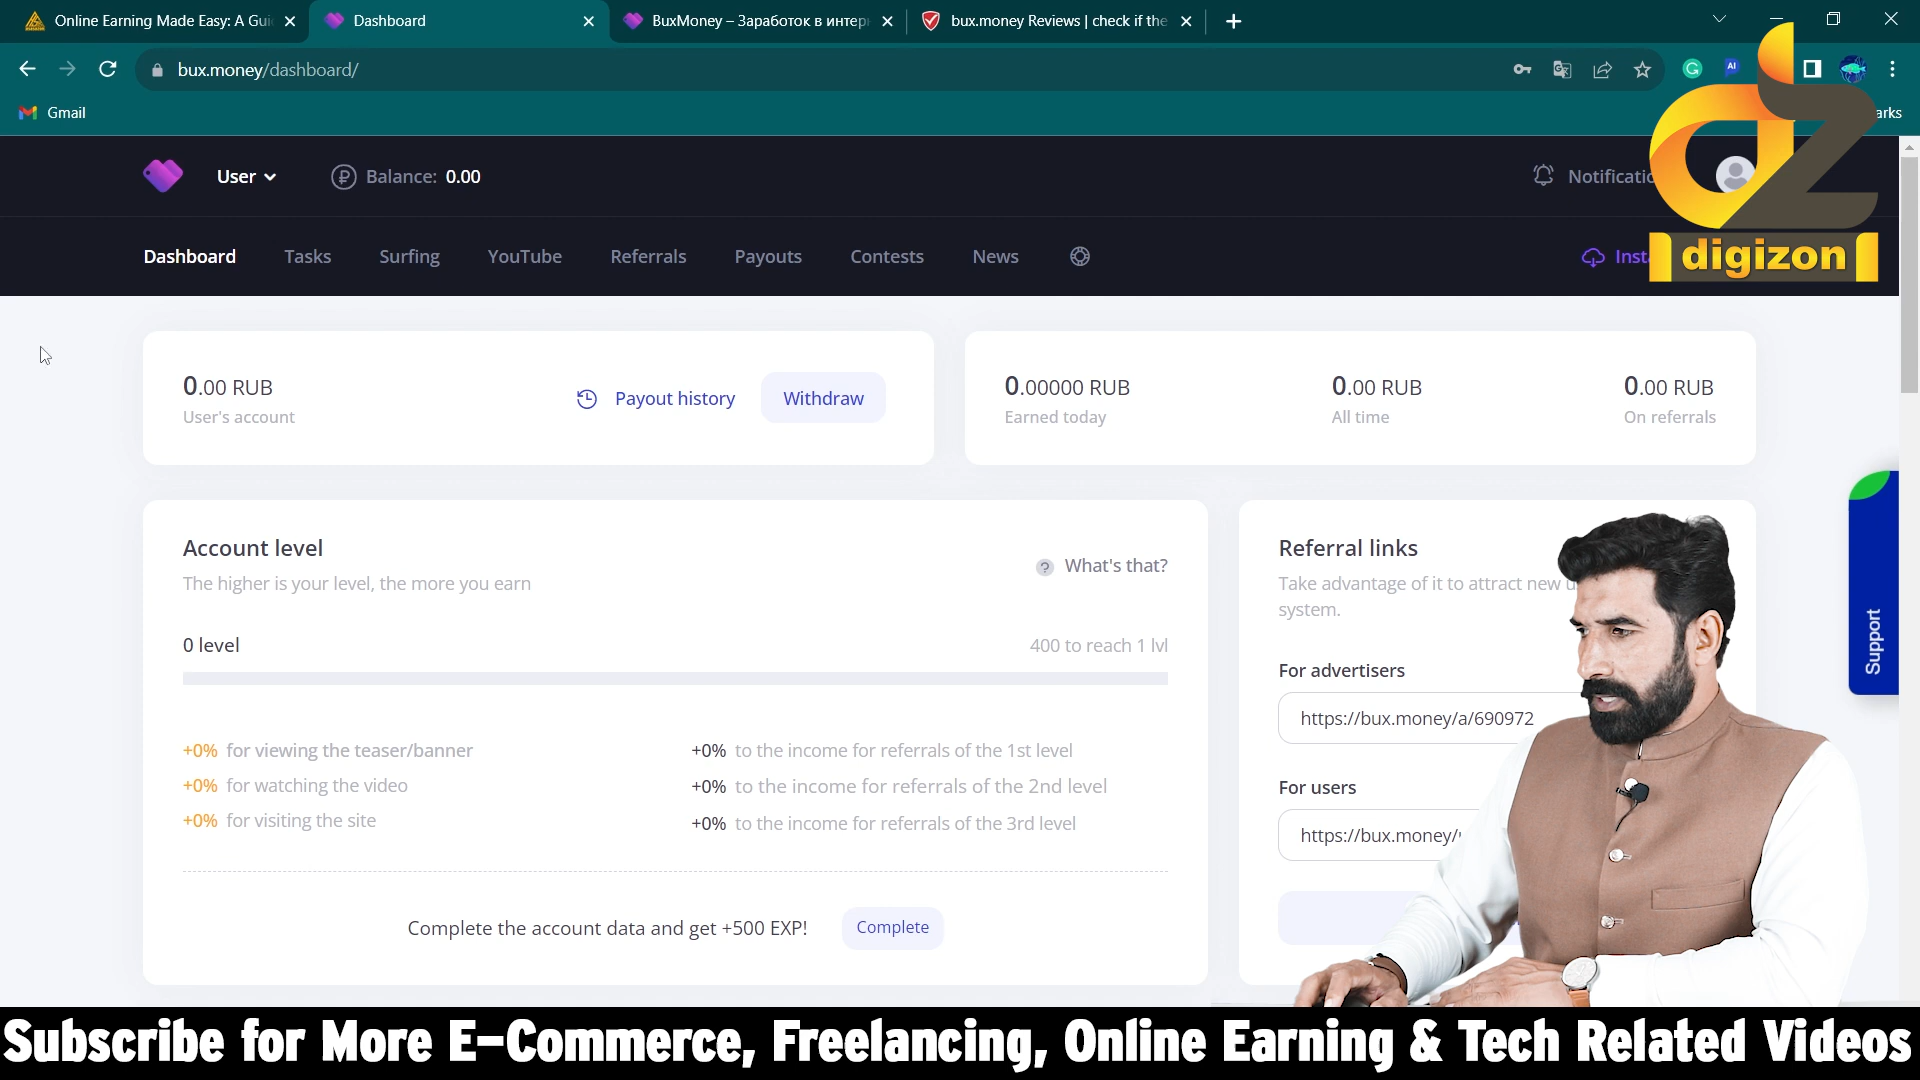 Online Earning Made Easy: A Gui
Dashboard
BuxMoney – Заработок в интер
bux.money Reviews | check if the
bux.money/dashboard/
Gmail
arks
User
Balance: 0.00
Notificatio
Dashboard
Tasks
Surfing
YouTube
Referrals
Payouts
Contests
News
Insta
digizon
0.00 RUB
User's account
Payout history
Withdraw
0.00000 RUB
Earned today
0.00 RUB
All time
0.00 RUB
On referrals
Account level
The higher is your level, the more you earn
What's that?
0 level
400 to reach 1 lvl
+0% for viewing the teaser/banner
+0% for watching the video
+0% for visiting the site
+0% to the income for referrals of the 1st level
+0% to the income for referrals of the 2nd level
+0% to the income for referrals of the 3rd level
Complete the account data and get +500 EXP!
Complete
Referral links
Take advantage of it to attract new
system.
For advertisers
https://bux.money/a/690972
For users
https://bux.money/
Support
Subscribe for More E-Commerce, Freelancing, Online Earning & Tech Related Videos